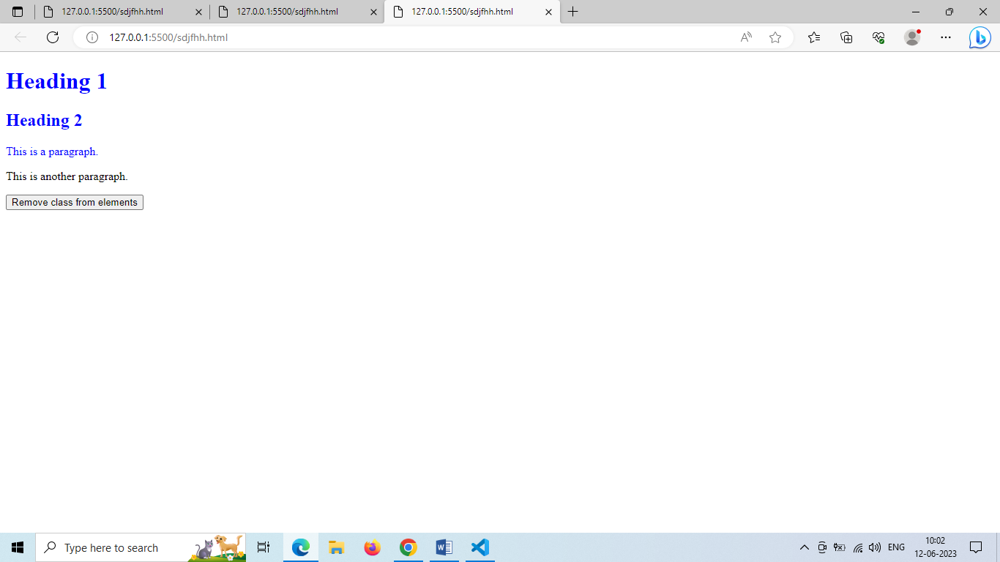 127.0.0.1:5500/sdjfhh.html 127.0.0.1:5500/sdjfhh.html 127.0.0.1:5500/sdjfhh.html
127.0.0.1:5500/sdjfhh.html
Heading 1
Heading 2
This is a paragraph.
This is another paragraph.
Remove class from elements
Type here to search ENG 10:02
12-06-2023